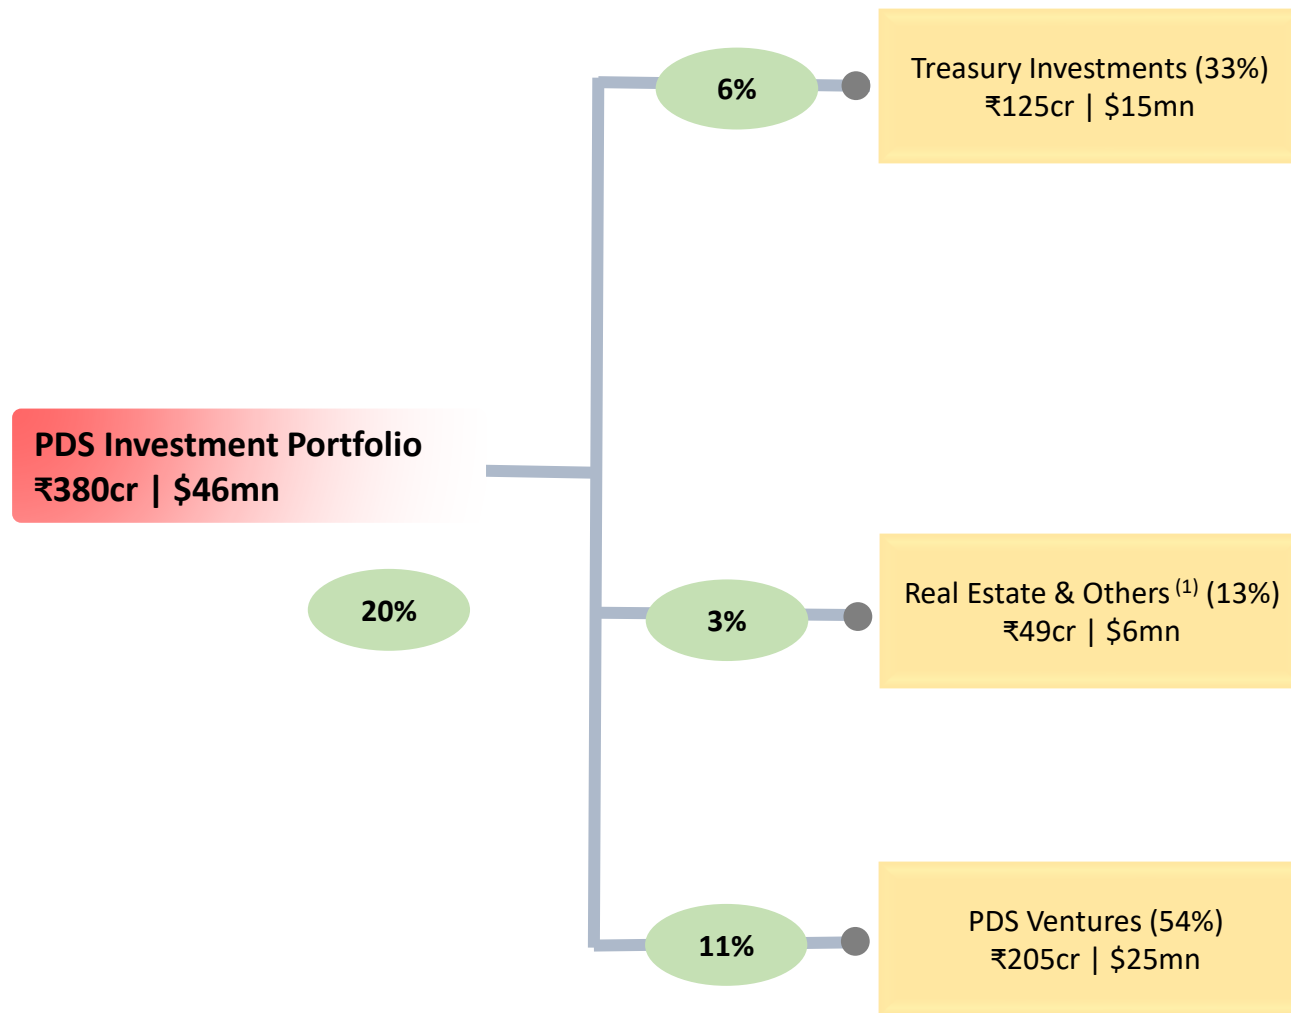 6%
Treasury Investments (33%)
₹125cr | $15mn
PDS Investment Portfolio
₹380cr | $46mn
20%
3%
Real Estate & Others (1) (13%)
₹49cr | $6mn
11%
PDS Ventures (54%)
₹205cr | $25mn